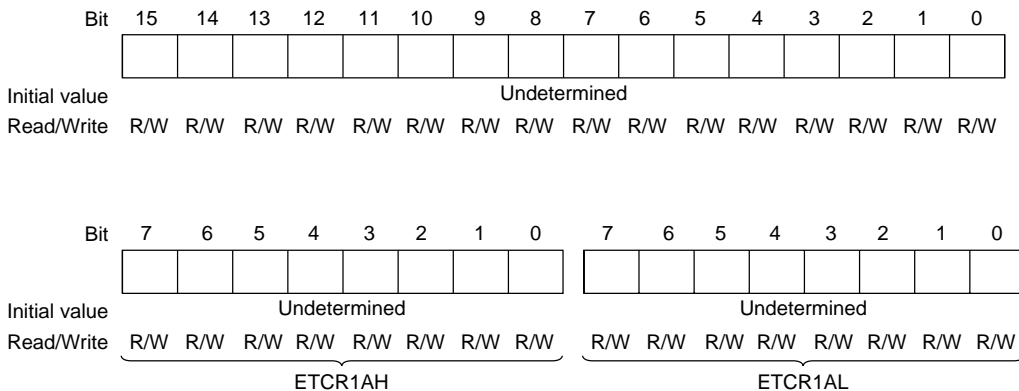 Bit 15 14 13 12 11 10 9 8 7 6 5 4 3 2 1 0
Initial value Undetermined
Read/Write R/W R/W R/W R/W R/W R/W R/W R/W R/W R/W R/W R/W R/W R/W R/W R/W
Bit 7 6 5 4 3 2 1 0 7 6 5 4 3 2 1 0
Initial value Undetermined Undetermined
Read/Write R/W R/W R/W R/W R/W R/W R/W R/W R/W R/W R/W R/W R/W R/W R/W R/W
ETCR1AH ETCR1AL